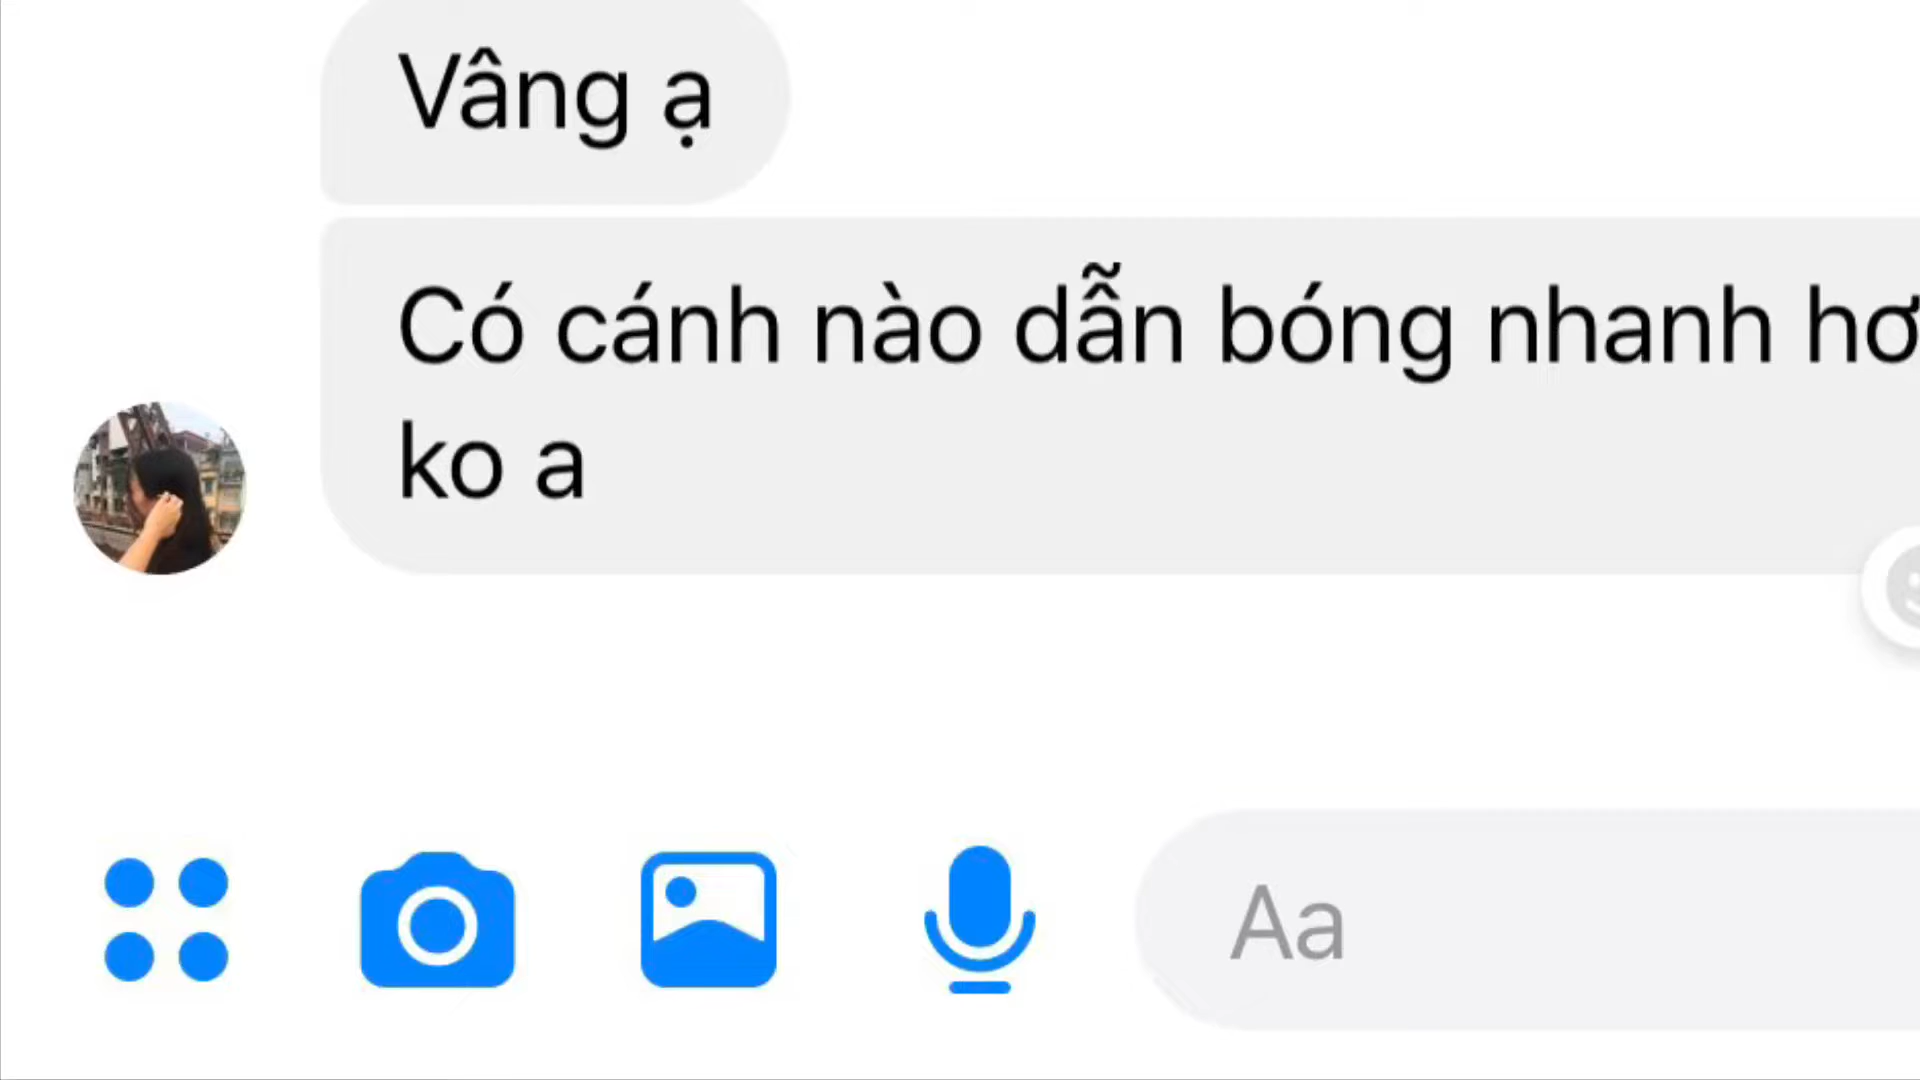 Vâng ạ
Có cánh nào dẫn bóng nhanh hơ
ko a
Aa